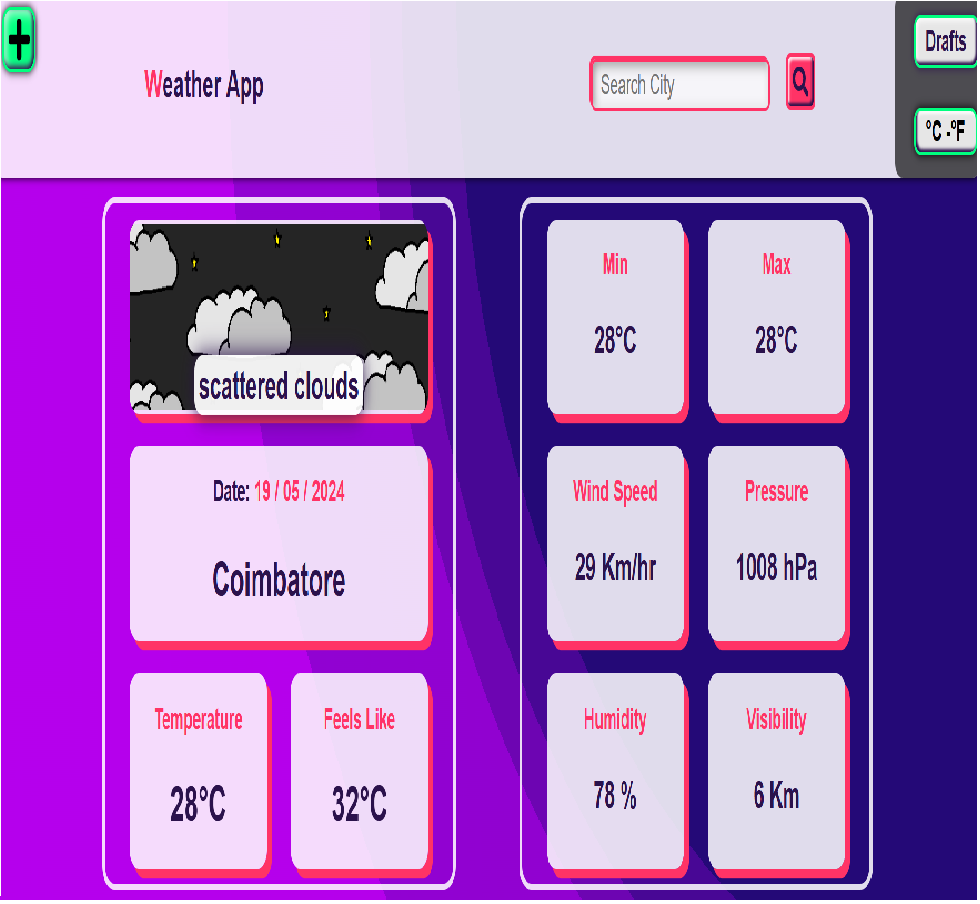 Weather App
Search City
Drafts
°C -°F
scattered clouds
Date: 19 / 05 / 2024
Coimbatore
Temperature
28°C
Feels Like
32°C
Min
28°C
Max
28°C
Wind Speed
29 Km/hr
Pressure
1008 hPa
Humidity
78 %
Visibility
6 Km